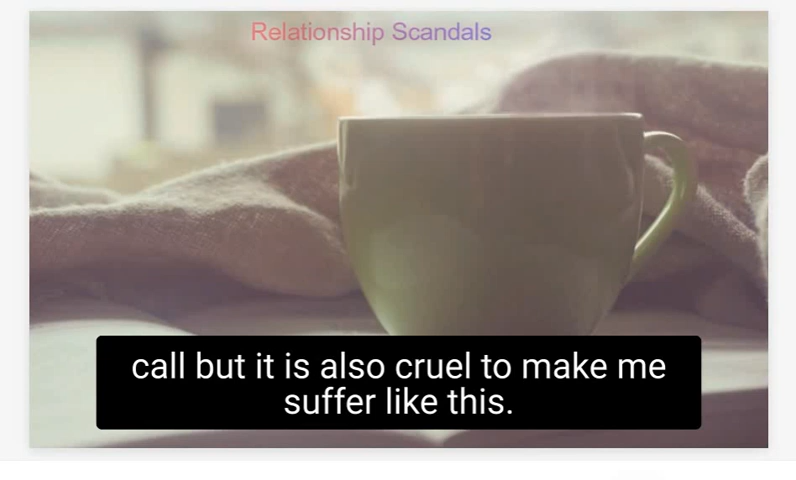 Relationship Scandals
call but it is also cruel to make me
suffer like this.